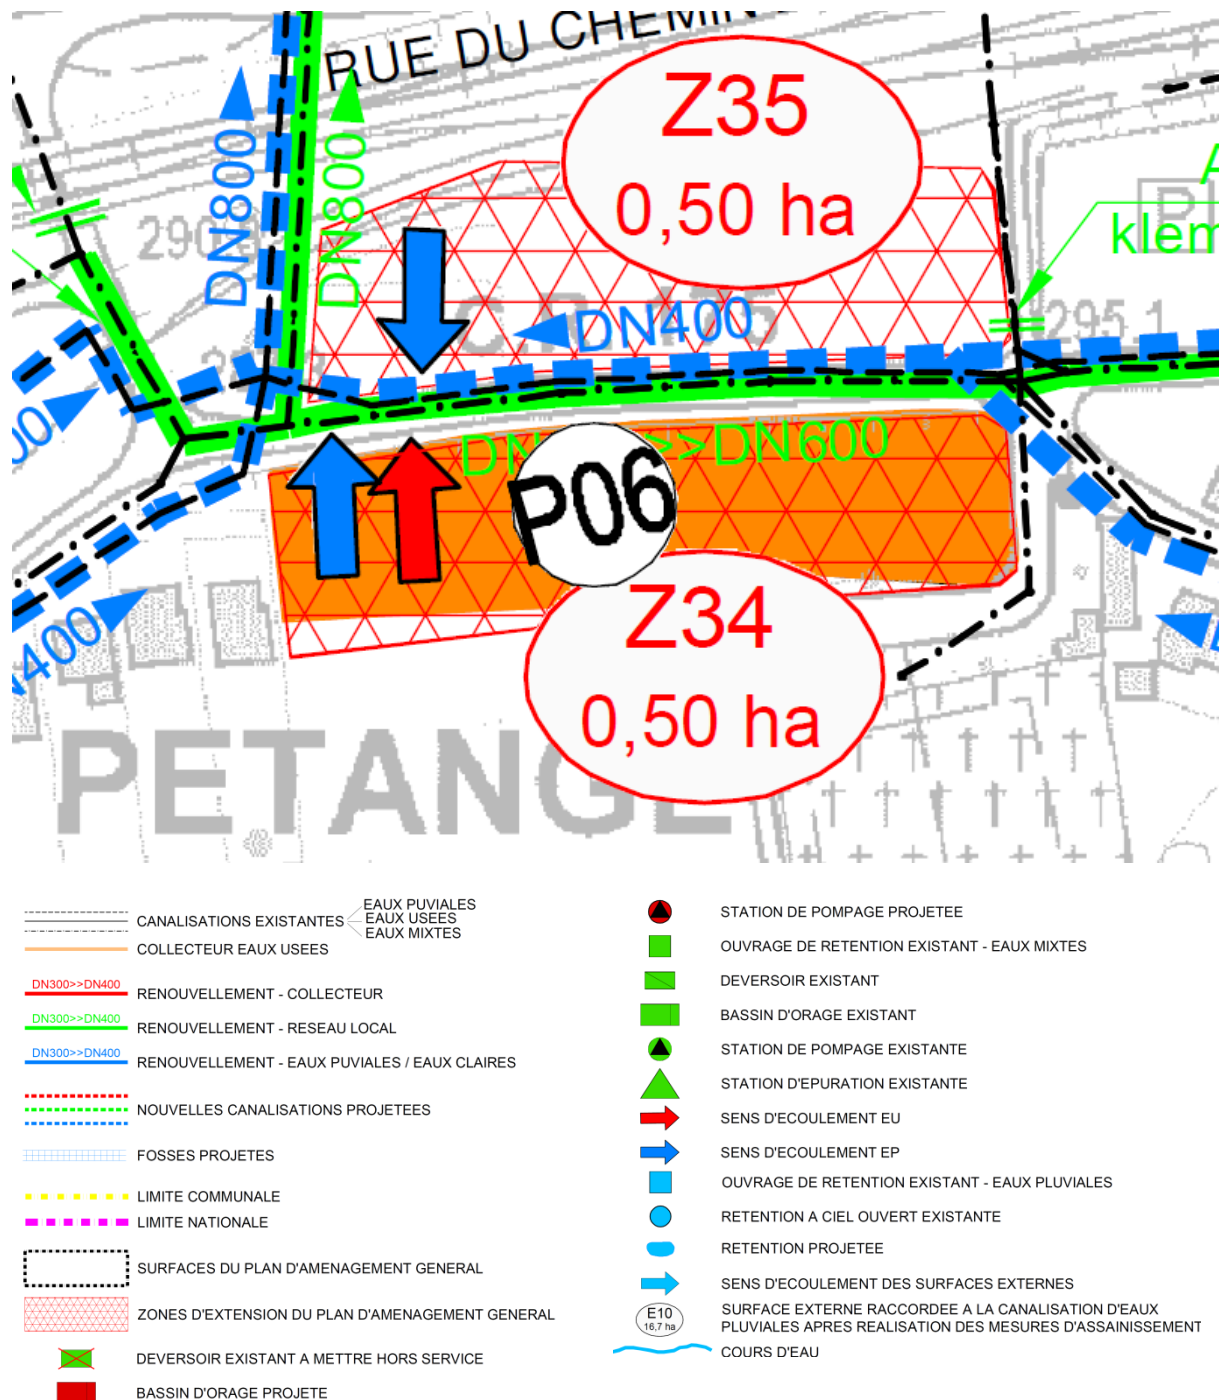 RUE DU CHEMIN
Z35
0,50 ha
DN800
DN800
290
DN400
295.1
klem
>>DN600
P06
Z34
0,50 ha
PETANGE
CANALISATIONS EXISTANTES
EAUX PUVIALES
EAUX USEES
EAUX MIXTES
COLLECTEUR EAUX USEES
DN300>>DN400
RENOUVELLEMENT - COLLECTEUR
DN300>>DN400
RENOUVELLEMENT - RESEAU LOCAL
DN300>>DN400
RENOUVELLEMENT - EAUX PUVIALES / EAUX CLAIRES
NOUVELLES CANALISATIONS PROJETEES
FOSSES PROJETES
LIMITE COMMUNALE
LIMITE NATIONALE
SURFACES DU PLAN D'AMENAGEMENT GENERAL
ZONES D'EXTENSION DU PLAN D'AMENAGEMENT GENERAL
DEVERSOIR EXISTANT A METTRE HORS SERVICE
BASSIN D'ORAGE PROJETE
STATION DE POMPAGE PROJETEE
OUVRAGE DE RETENTION EXISTANT - EAUX MIXTES
DEVERSOIR EXISTANT
BASSIN D'ORAGE EXISTANT
STATION DE POMPAGE EXISTANTE
STATION D'EPURATION EXISTANTE
SENS D'ECOULEMENT EU
SENS D'ECOULEMENT EP
OUVRAGE DE RETENTION EXISTANT - EAUX PLUVIALES
RETENTION A CIEL OUVERT EXISTANTE
RETENTION PROJETEE
SENS D'ECOULEMENT DES SURFACES EXTERNES
E10
16,7 ha
SURFACE EXTERNE RACCORDEE A LA CANALISATION D'EAUX
PLUVIALES APRES REALISATION DES MESURES D'ASSAINISSEMENT
COURS D'EAU